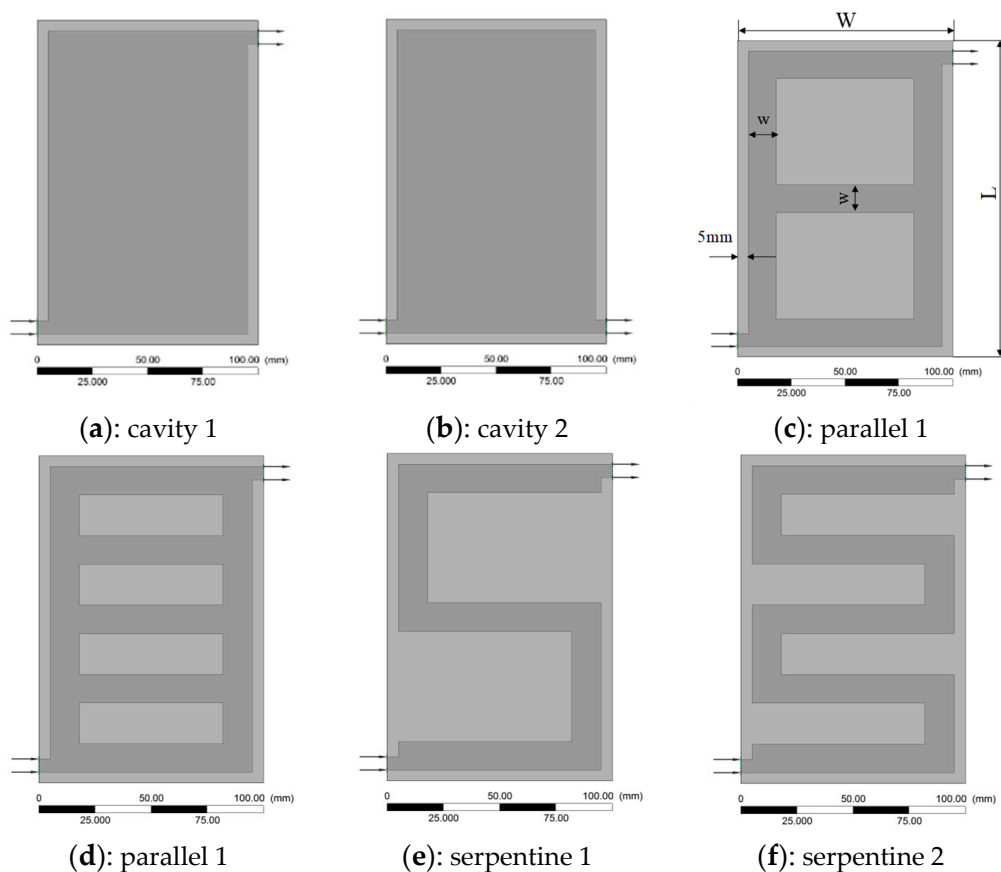 W
w
w
L
5mm
0 50.00 100.00 (mm)
25.000 75.00
0 50.00 100.00 (mm)
25.000 75.00
0 50.00 100.00 (mm)
25.000 75.00
(a): cavity 1 (b): cavity 2 (c): parallel 1
0 50.00 100.00 (mm)
25.000 75.00
0 50.00 100.00 (mm)
25.000 75.00
0 50.00 100.00 (mm)
25.000 75.00
(d): parallel 1 (e): serpentine 1 (f): serpentine 2